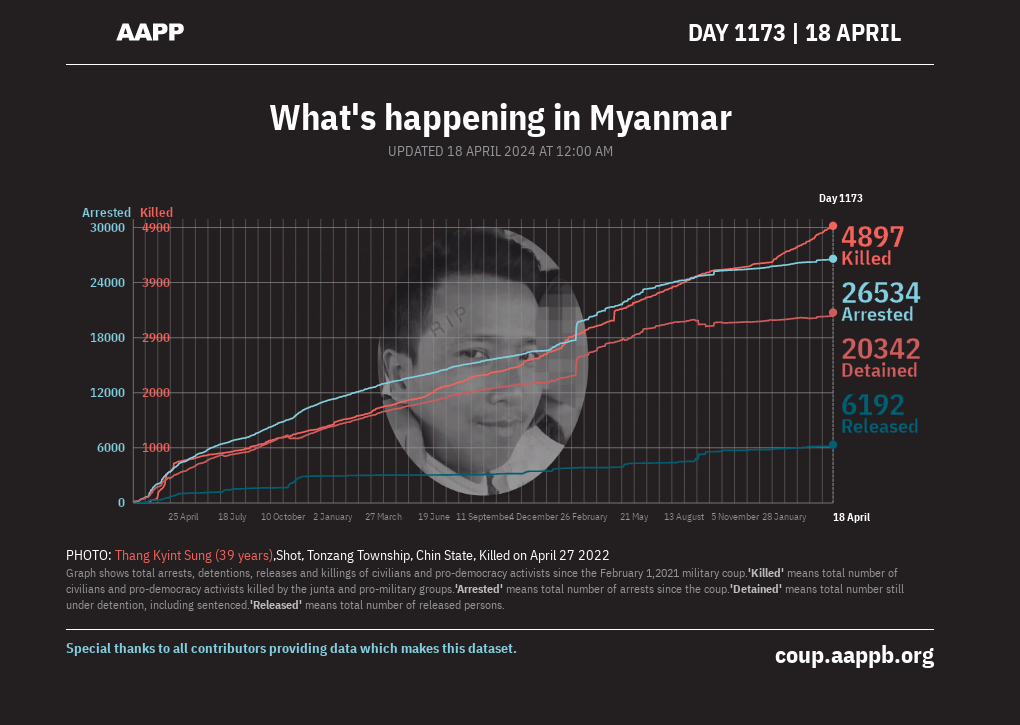 AAPP
DAY 1173 | 18 APRIL
What's happening in Myanmar
UPDATED 18 APRIL 2024 AT 12:00 AM
Day 1173
Arrested Killed
30000 4900
24000 3900
18000 2900
12000 2000
6000 1000
0
4897
Killed
26534
Arrested
20342
Detained
6192
Released
RIP
25 April 18 July 10 October 2 January 27 March 19 June 11 September 4 December 26 February 21 May 13 August 5 November 28 January 18 April
PHOTO: Thang Kyint Sung (39 years),Shot, Tonzang Township, Chin State, Killed on April 27 2022
Graph shows total arrests, detentions, releases and killings of civilians and pro-democracy activists since the February 1,2021 military coup.'Killed' means total number of
civilians and pro-democracy activists killed by the junta and pro-military groups.'Arrested' means total number of arrests since the coup.'Detained' means total number still
under detention, including sentenced.'Released' means total number of released persons.
Special thanks to all contributors providing data which makes this dataset.
coup.aappb.org